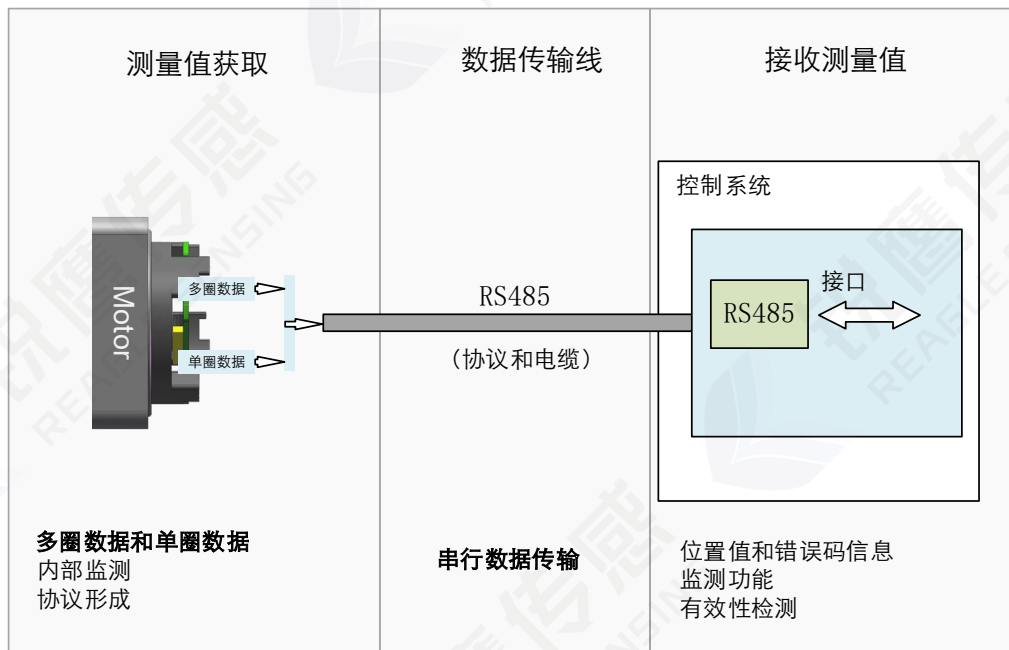 测量值获取
数据传输线
接收测量值
控制系统
Motor
多圈数据
单圈数据
RS485
（协议和电缆）
RS485
接口
多圈数据和单圈数据
内部监测
协议形成
串行数据传输
位置值和错误码信息
监测功能
有效性检测